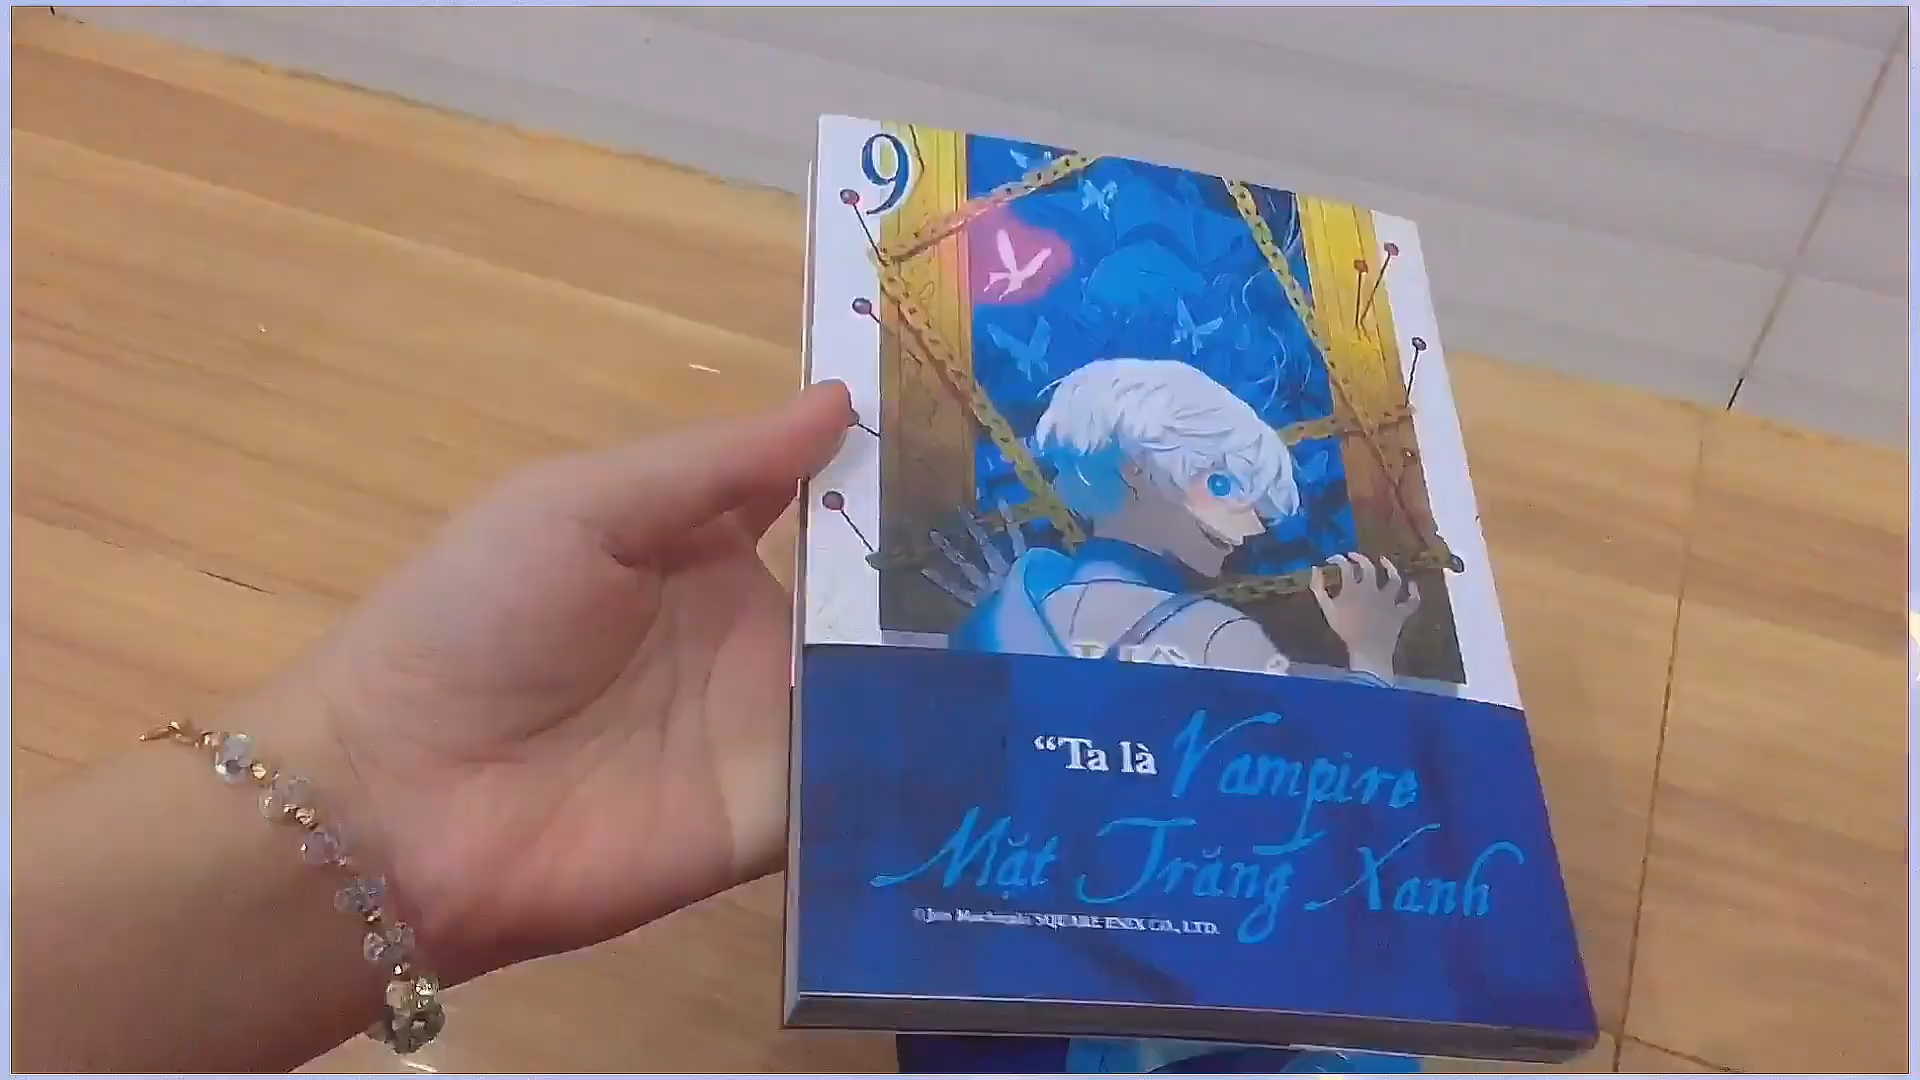 9
“Ta là Vampire
Mặt Trăng Xanh
SQUARE ENIX CO., LTD.